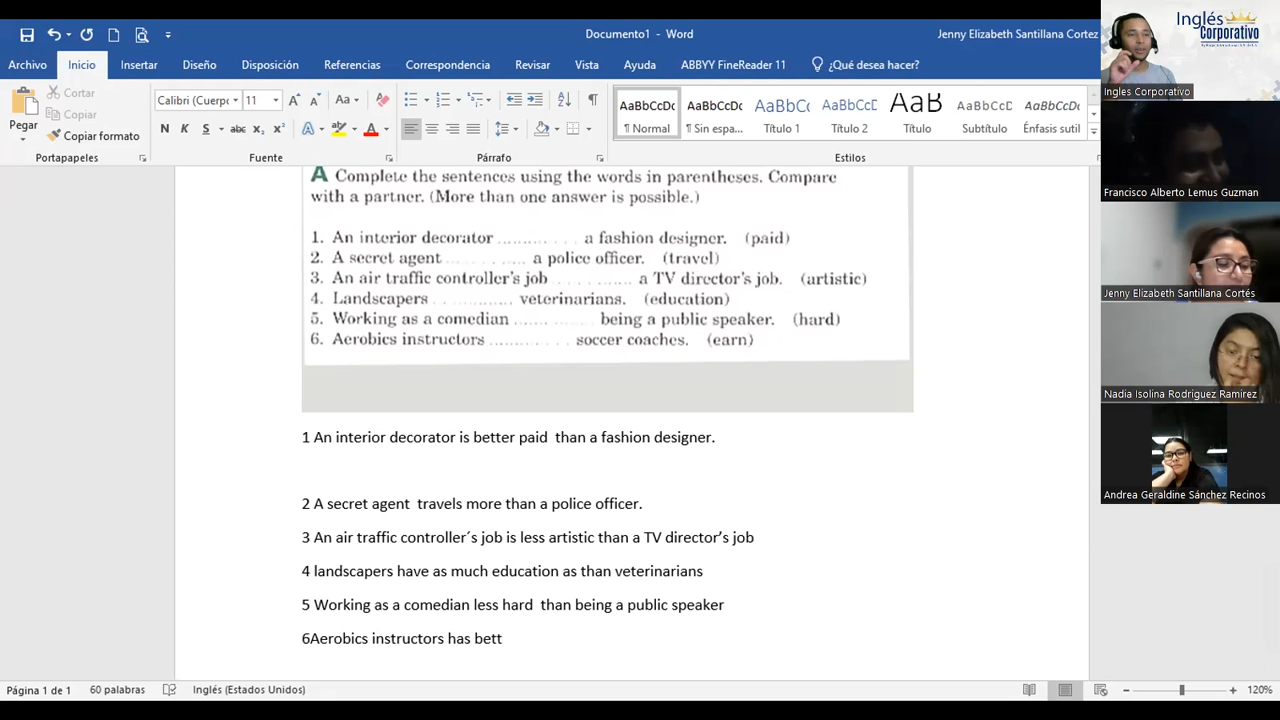 Documento1 - Word
Jenny Elizabeth Santillana Cortez
Archivo Inicio Insertar Diseño Disposición Referencias Correspondencia Revisar Vista Ayuda ABBYY FineReader 11 ¿Qué desea hacer?
Pegar
Cortar
Copiar
Copiar formato
Portapapeles
Calibri (Cuerpo 11
Aa
N K S abc x₂ x² A A
Fuente
Párrafo
AaBbCcDc AaBbCcDc AaBbCc AaBbCcD AaB AaBbCcD AaBbCcDc
¶ Normal ¶ Sin espa... Título 1 Título 2 Título Subtítulo Énfasis sutil
Estilos
A Complete the sentences using the words in parentheses. Compare
with a partner. (More than one answer is possible.)
1. An interior decorator ............ a fashion designer. (paid)
2. A secret agent ............ a police officer. (travel)
3. An air traffic controller's job ............ a TV director's job. (artistic)
4. Landscapers ............ veterinarians. (education)
5. Working as a comedian ............ being a public speaker. (hard)
6. Aerobics instructors ............ soccer coaches. (earn)
1 An interior decorator is better paid than a fashion designer.
2 A secret agent travels more than a police officer.
3 An air traffic controller´s job is less artistic than a TV director's job
4 landscapers have as much education as than veterinarians
5 Working as a comedian less hard than being a public speaker
6Aerobics instructors has bett
Página 1 de 1 60 palabras Inglés (Estados Unidos) 120%
Inglés
Corporativo
Ingles Corporativo
Francisco Alberto Lemus Guzman
Jenny Elizabeth Santillana Cortés
Nadia Isolina Rodriguez Ramirez
Andrea Geraldine Sánchez Recinos